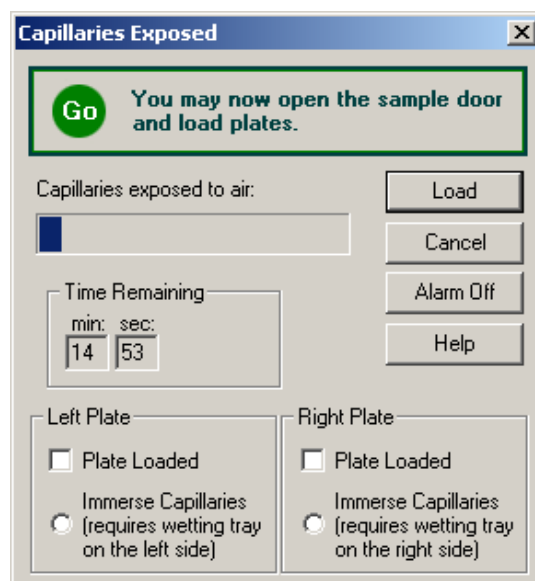 Capillaries Exposed
Go
You may now open the sample door
and load plates.
Capillaries exposed to air:
Load
Cancel
Time Remaining
min: sec:
14 53
Alarm Off
Help
Left Plate
Plate Loaded
Immerse Capillaries
(requires wetting tray
on the left side)
Right Plate
Plate Loaded
Immerse Capillaries
(requires wetting tray
on the right side)